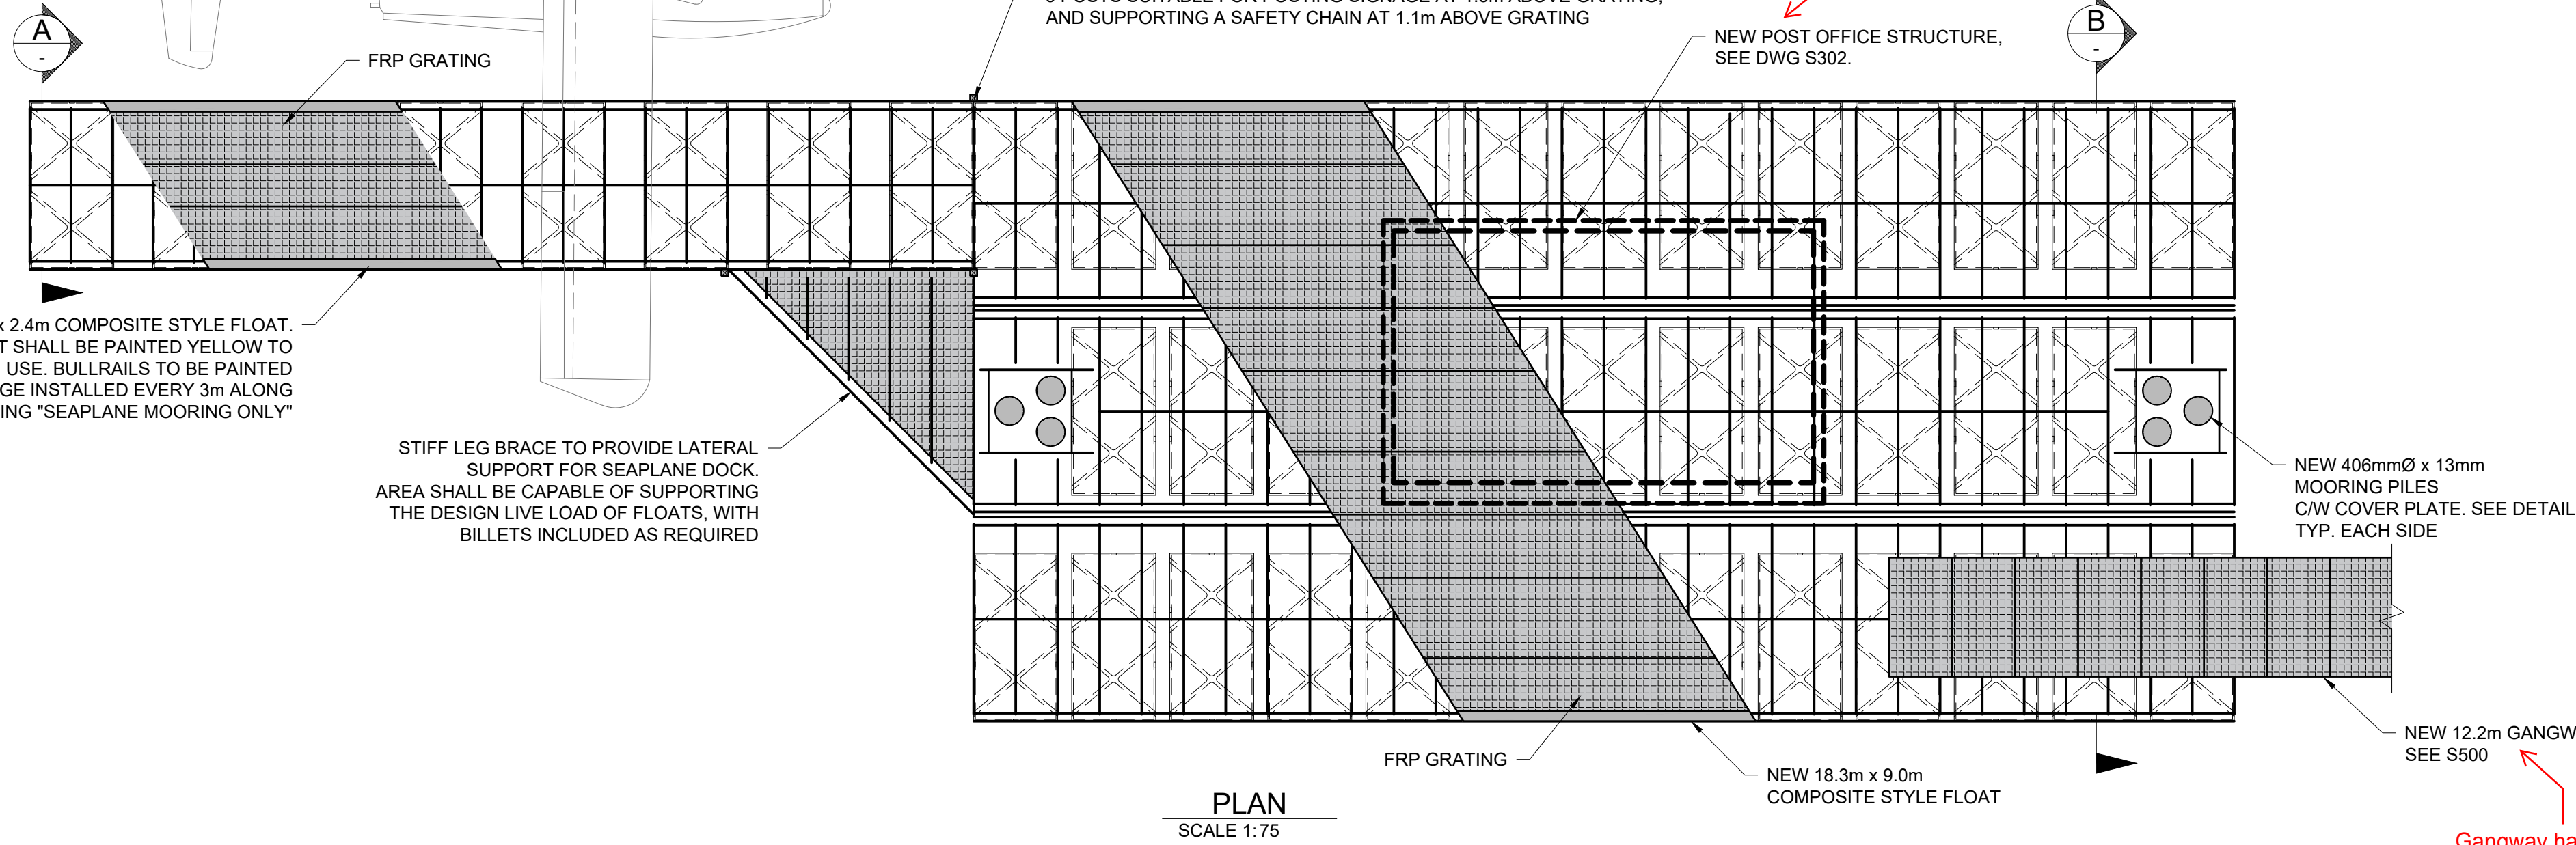 AND SUPPORTING A SAFETY CHAIN AT 1.1m ABOVE GRATING
A
-
FRP GRATING
NEW POST OFFICE STRUCTURE,
SEE DWG S302.
B
-
x 2.4m COMPOSITE STYLE FLOAT.
SHALL BE PAINTED YELLOW TO
USE. BULLRAILS TO BE PAINTED
INSTALLED EVERY 3m ALONG
"SEAPLANE MOORING ONLY"
STIFF LEG BRACE TO PROVIDE LATERAL
SUPPORT FOR SEAPLANE DOCK.
AREA SHALL BE CAPABLE OF SUPPORTING
THE DESIGN LIVE LOAD OF FLOATS, WITH
BILLETS INCLUDED AS REQUIRED
NEW 406mmØ x 13mm
MOORING PILES
C/W COVER PLATE. SEE DETAIL
TYP. EACH SIDE
NEW 12.2m GANGW
SEE S500
FRP GRATING
NEW 18.3m x 9.0m
COMPOSITE STYLE FLOAT
PLAN
SCALE 1:75
Gangway ha